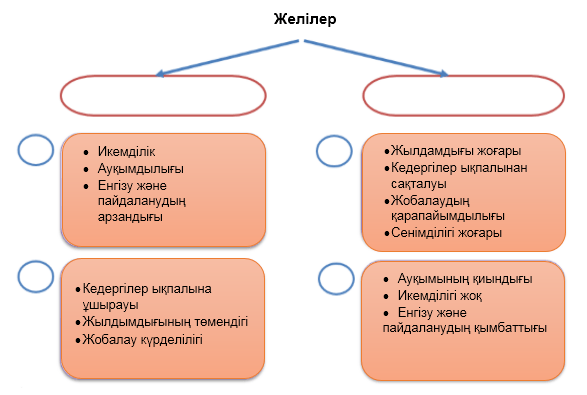 Желілер
• Икемділік
• Ауқымдылығы
• Енгізу және
пайдаланудың
арзандығы
•Жылдамдығы жоғары
•Кедергілер ықпалынан
сақталуы
•Жобалаудың
қарапайымдылығы
•Сенімділігі жоғары
•Кедергілер ықпалына
ұшырауы
•Жылдымдығының төмендігі
•Жобалау күрделілігі
• Ауқымының қиындығы
• Икемділігі жоқ
• Енгізу және
пайдаланудың қымбаттығы